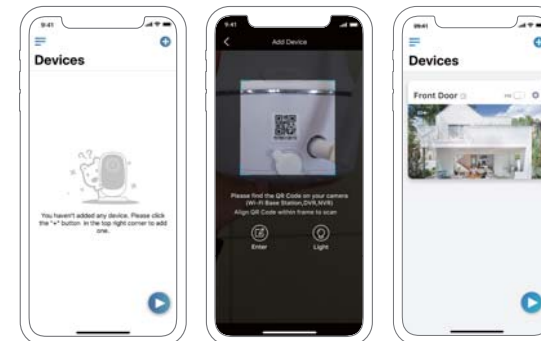 9:41
Devices
You haven't added any device. Please click
the "+" button in the top right corner to add
one.
9:41
Add Device
Please find the QR Code on your camera
(Wi-Fi Base Station,DVR,NVR)
Align QR Code within frame to scan
Enter
Light
Devices
Front Door